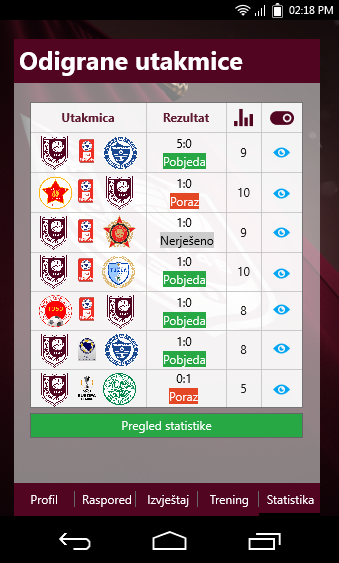 02:18 PM
Odigrane utakmice
Utakmica Rezultat
5:0
Pobjeda
9
1:0
Poraz
10
1:0
Nerješeno
9
1:0
Pobjeda
10
1:0
Pobjeda
8
1:0
Pobjeda
8
0:1
Poraz
5
Pregled statistike
Profil Raspored Izvještaj Trening Statistika